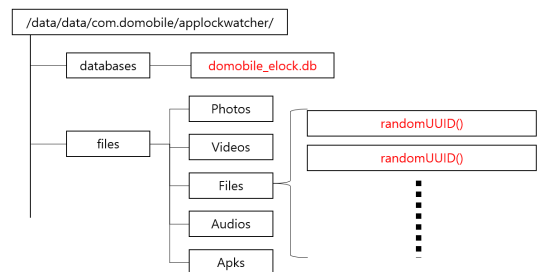 /data/data/com.domobile/applockwatcher/
databases
domobile_elock.db
files
Photos
Videos
Files
Audios
Apks
randomUUID()
randomUUID()